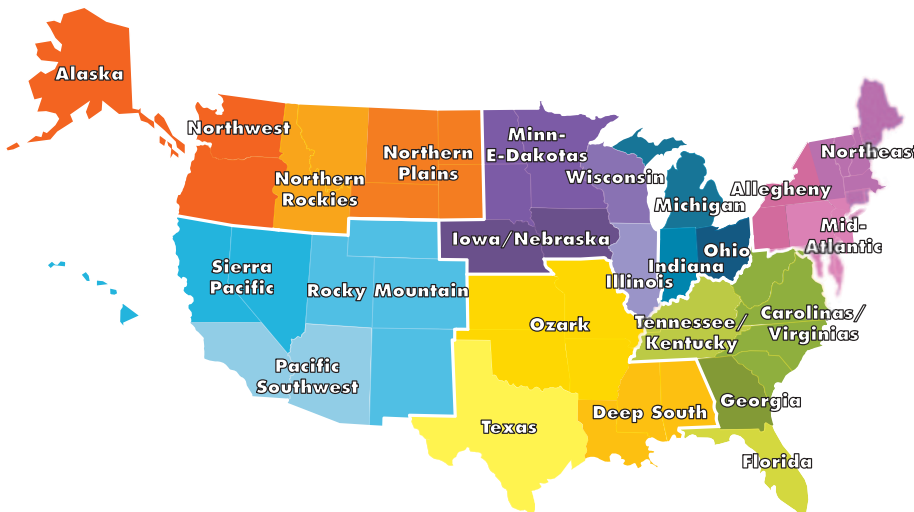 Alaska
Northwest
Northern
Rockies
Northern
Plains
Minn-
E-Dakotas
Wisconsin
Michigan
Allegheny
Northeast
Mid-
Atlantic
Iowa/Nebraska
Illinois
Indiana
Ohio
Sierra
Pacific
Rocky Mountain
Pacific
Southwest
Ozark
Tennessee/
Kentucky
Carolinas/
Virginias
Texas
Deep South
Georgia
Florida